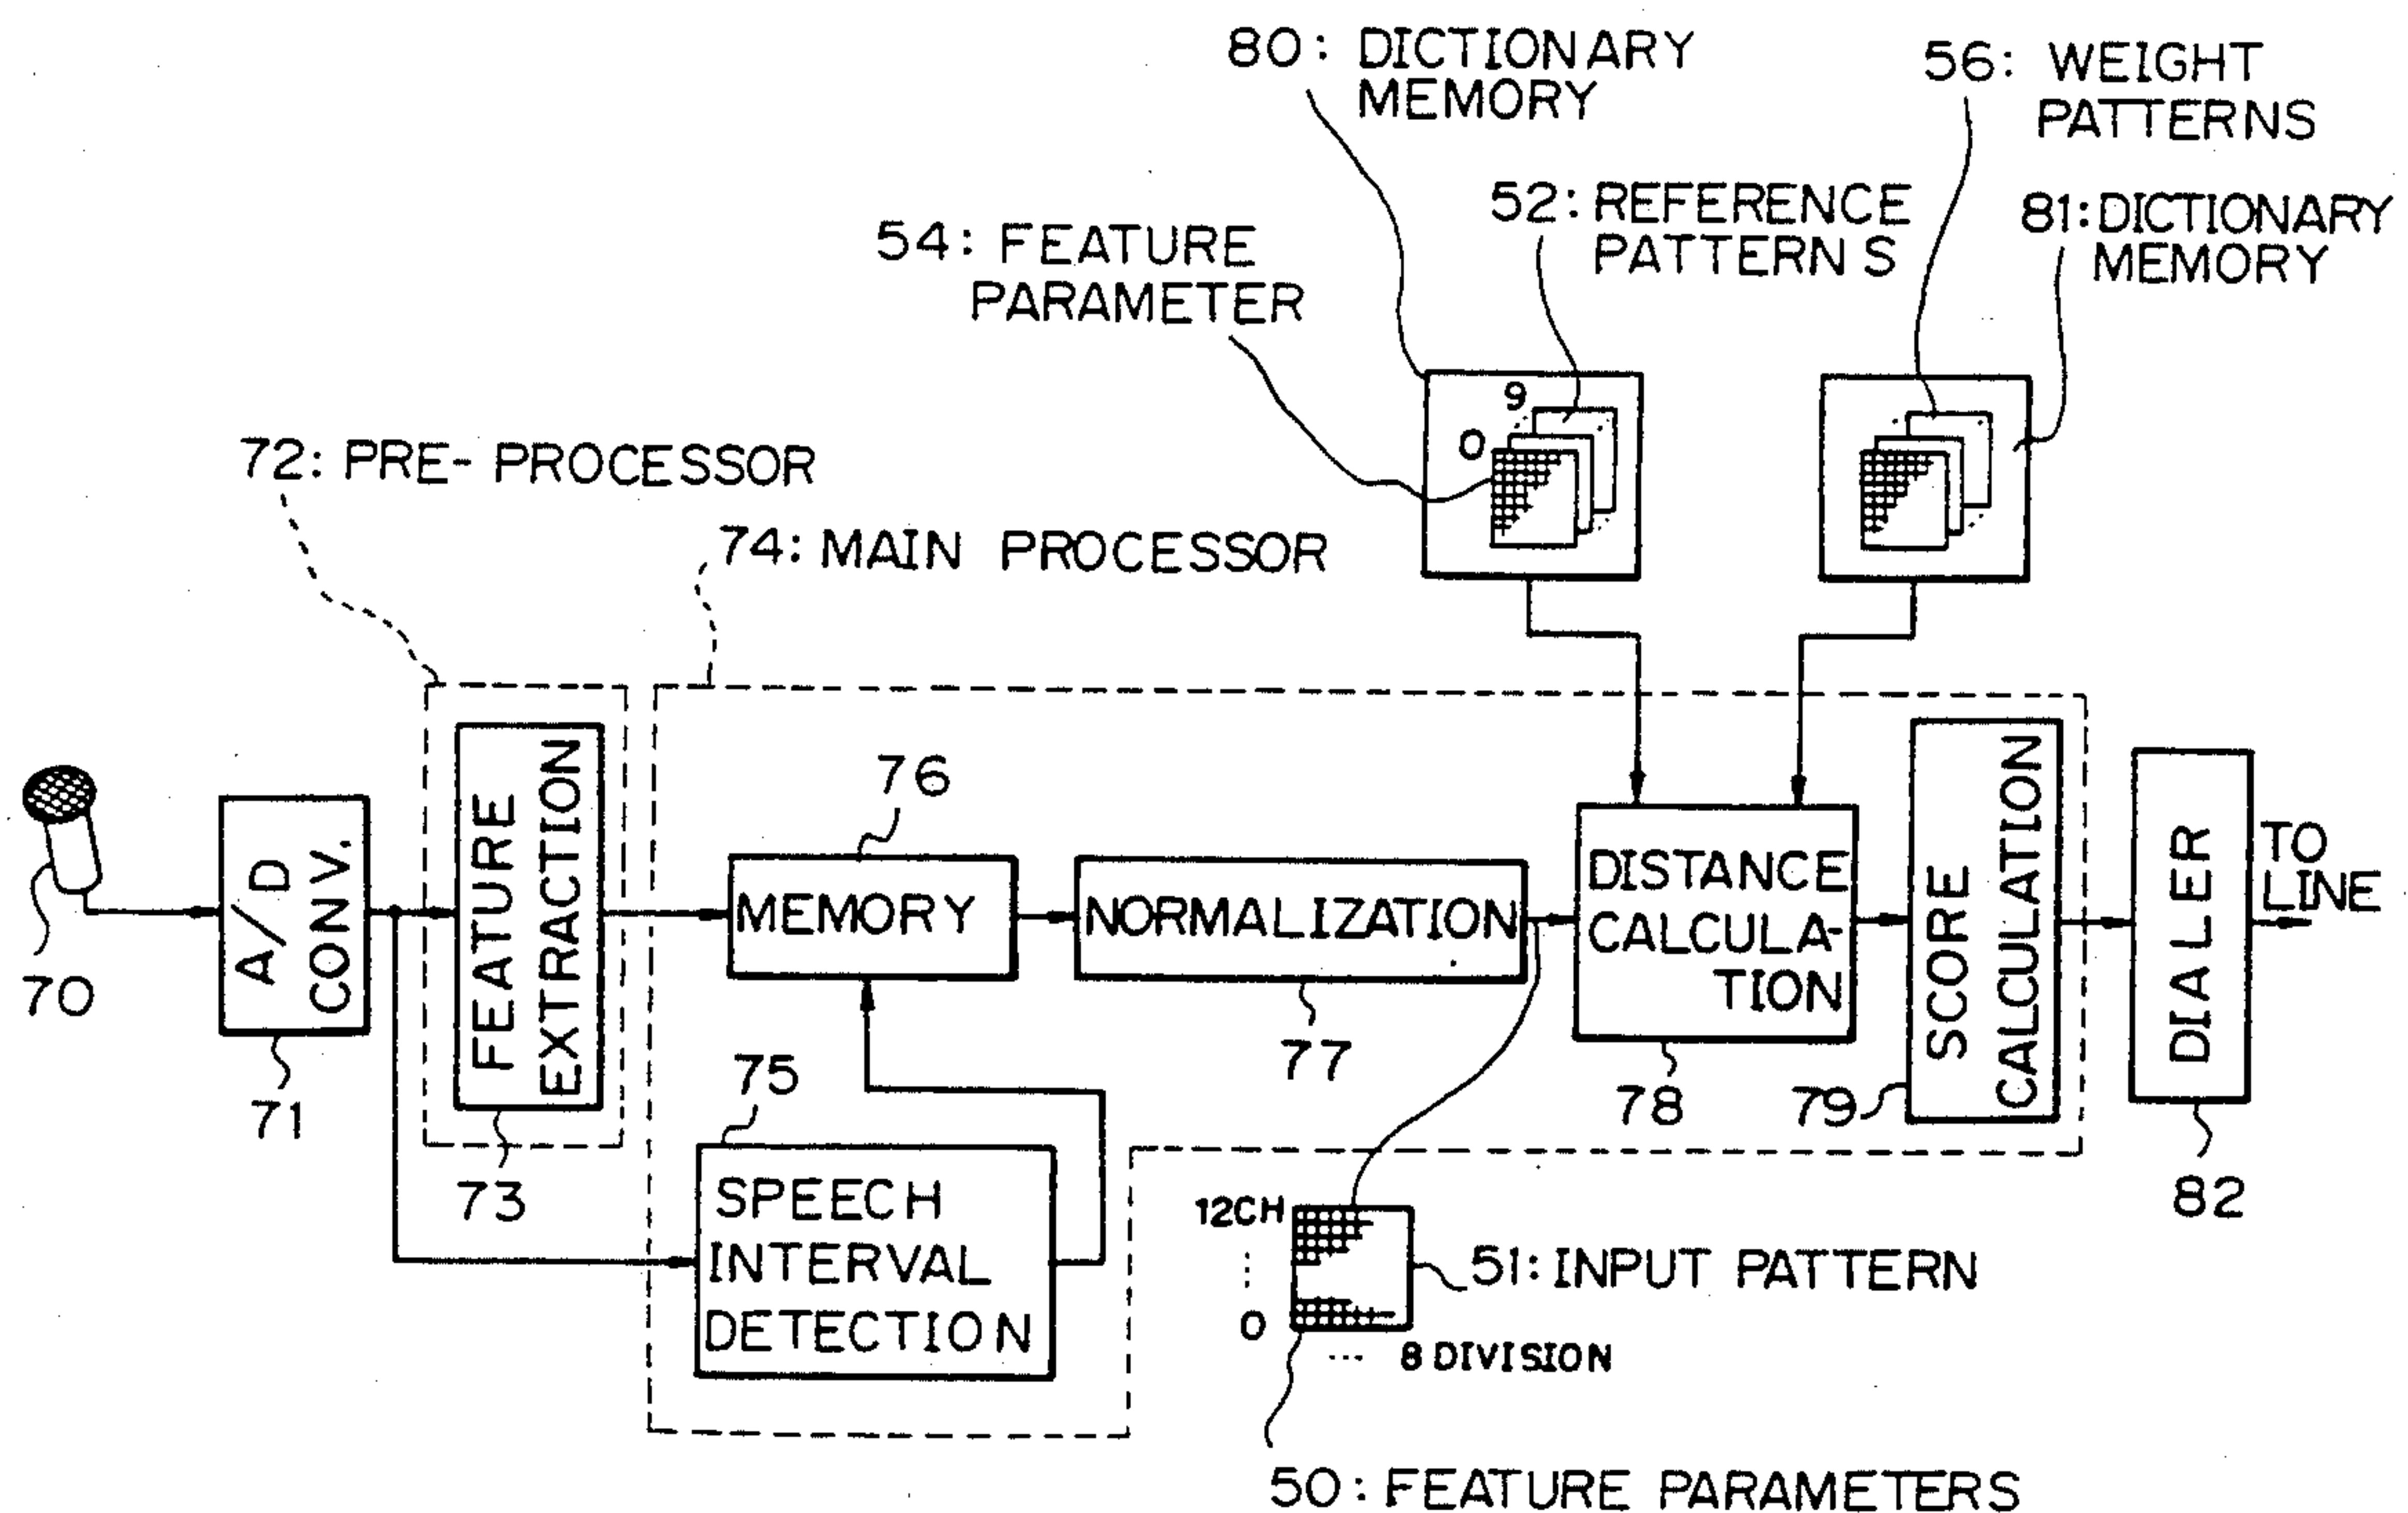 80: DICTIONARY
MEMORY
56: WEIGHT
PATTERNS
52: REFERENCE
PATTERNS
81: DICTIONARY
MEMORY
54: FEATURE
PARAMETER
9
0
72: PRE-PROCESSOR
74: MAIN PROCESSOR
70
A/D
CONV.
71
FEATURE
EXTRACTION
73
76
MEMORY
NORMALIZATION
77
DISTANCE
CALCULA-
TION
78
SCORE
CALCULATION
79
DIALER
82
TO
LINE
75
SPEECH
INTERVAL
DETECTION
12CH
⋮
0
... 8 DIVISION
51: INPUT PATTERN
50: FEATURE PARAMETERS